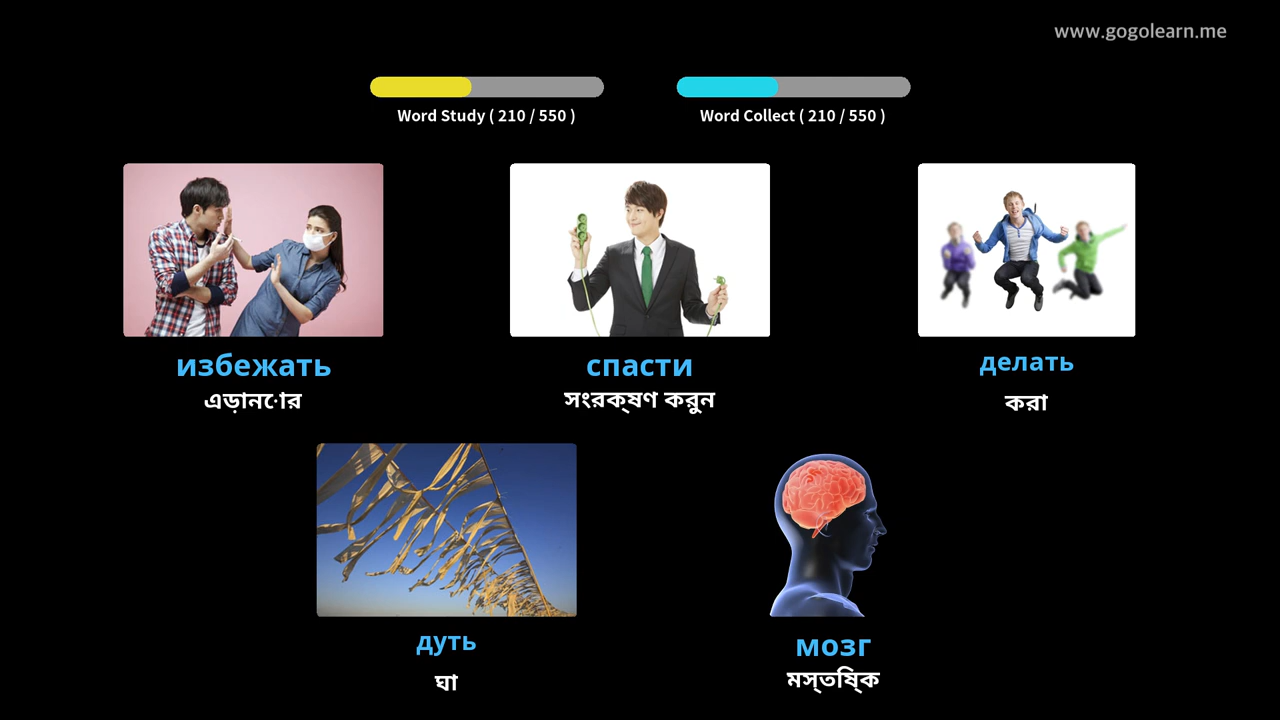 www.gogolearn.me
Word Study ( 210 / 550 )
Word Collect ( 210 / 550 )
избежать
এড়ানোর
спасти
সংরক্ষণ করুন
делать
করা
дуть
ঘা
мозг
মস্তিষ্ক